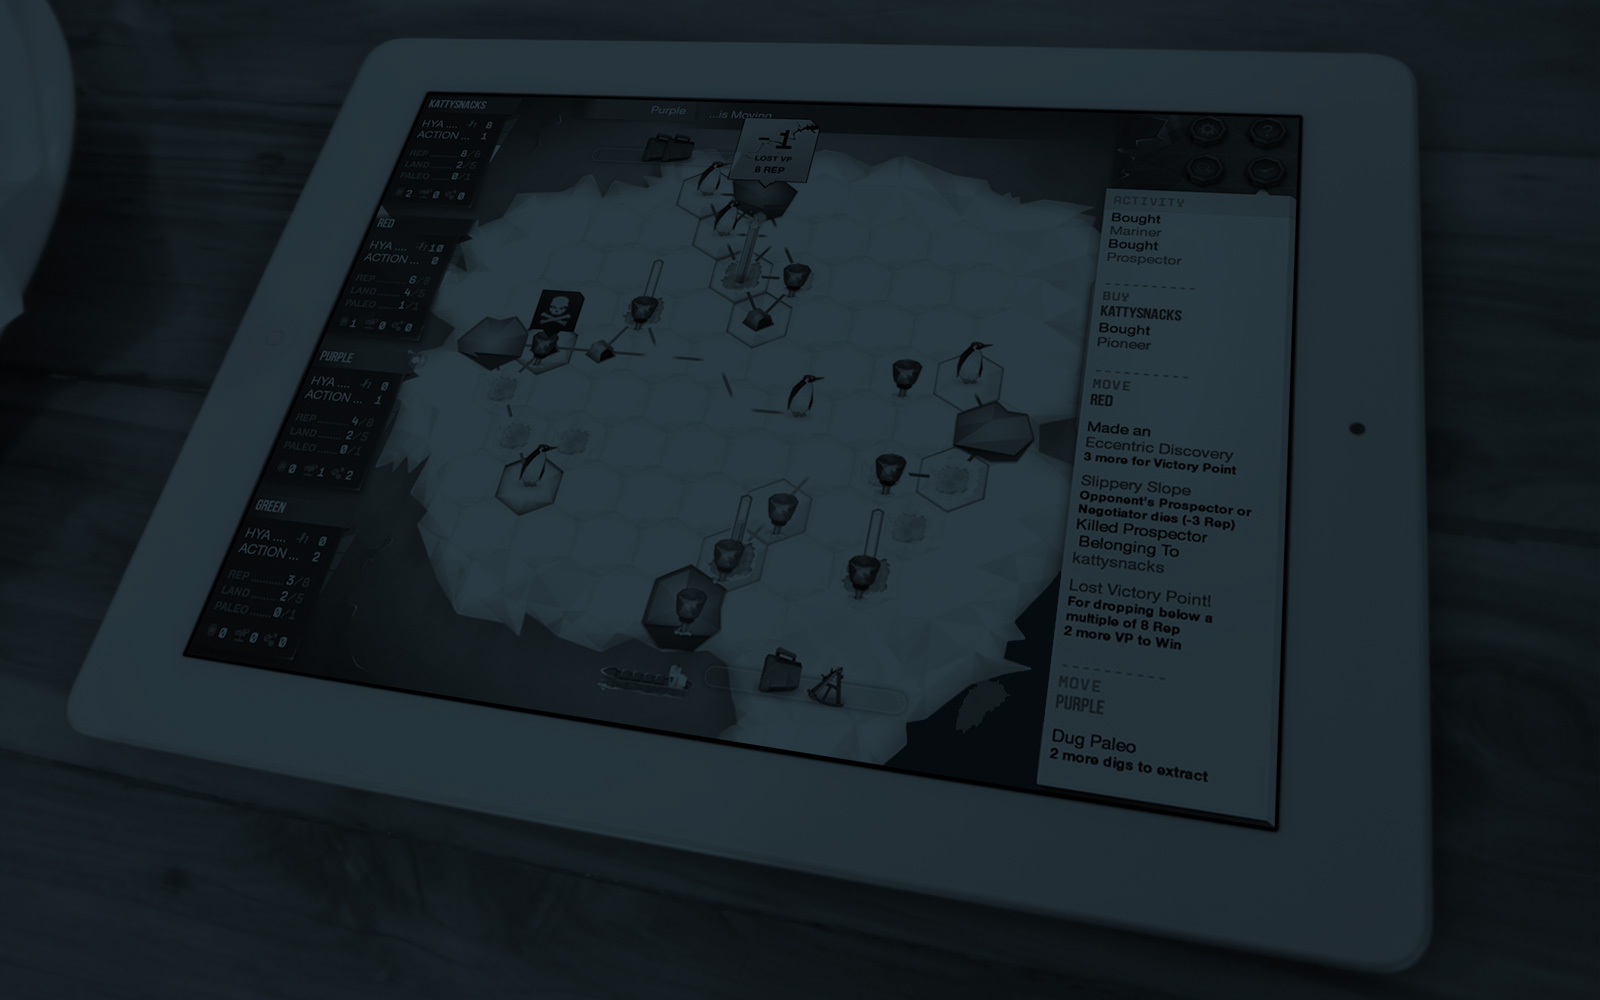 KATTYSNACKS
HYA .... 8
ACTION ... 1
REP 8/8
LAND 2/5
PALEO 0/1
2 0 0
RED
HYA .... 10
ACTION ... 0
REP 6/8
LAND 4/5
PALEO 1/1
1 0 0
PURPLE
HYA .... 0
ACTION ... 1
REP 4/8
LAND 2/5
PALEO 0/1
0 1 2
GREEN
HYA .... 0
ACTION ... 2
REP 3/8
LAND 2/5
PALEO 0/1
0 0 0
Purple ...is Moving
-1
LOST VP
8 REP
?
ACTIVITY
Bought
Mariner
Bought
Prospector
BUY
KATTYSNACKS
Bought
Pioneer
MOVE
RED
Made an
Eccentric Discovery
3 more for Victory Point
Slippery Slope
Opponent's Prospector or
Negotiator dies (-3 Rep)
Killed Prospector
Belonging To
kattysnacks
Lost Victory Point!
For dropping below a
multiple of 8 Rep
2 more VP to Win
MOVE
PURPLE
Dug Paleo
2 more digs to extract